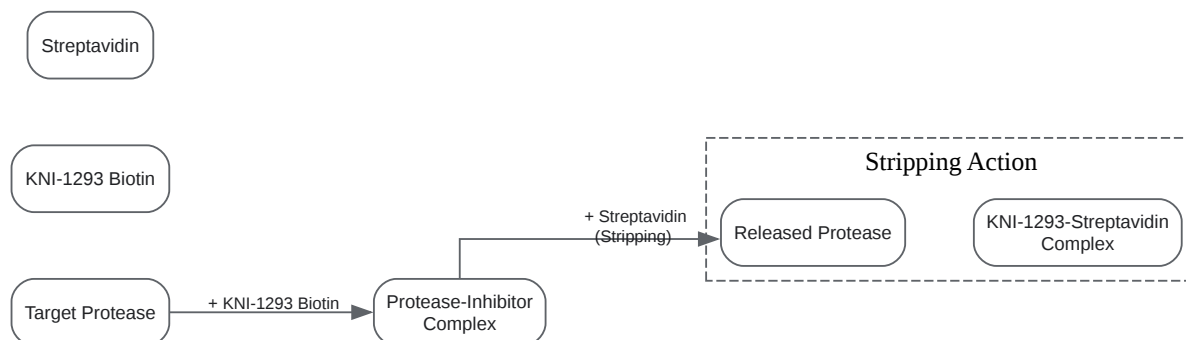 Streptavidin
KNI-1293 Biotin
Stripping Action
+ Streptavidin
(Stripping)
Released Protease
KNI-1293-Streptavidin
Complex
Target Protease
+ KNI-1293 Biotin
Protease-Inhibitor
Complex